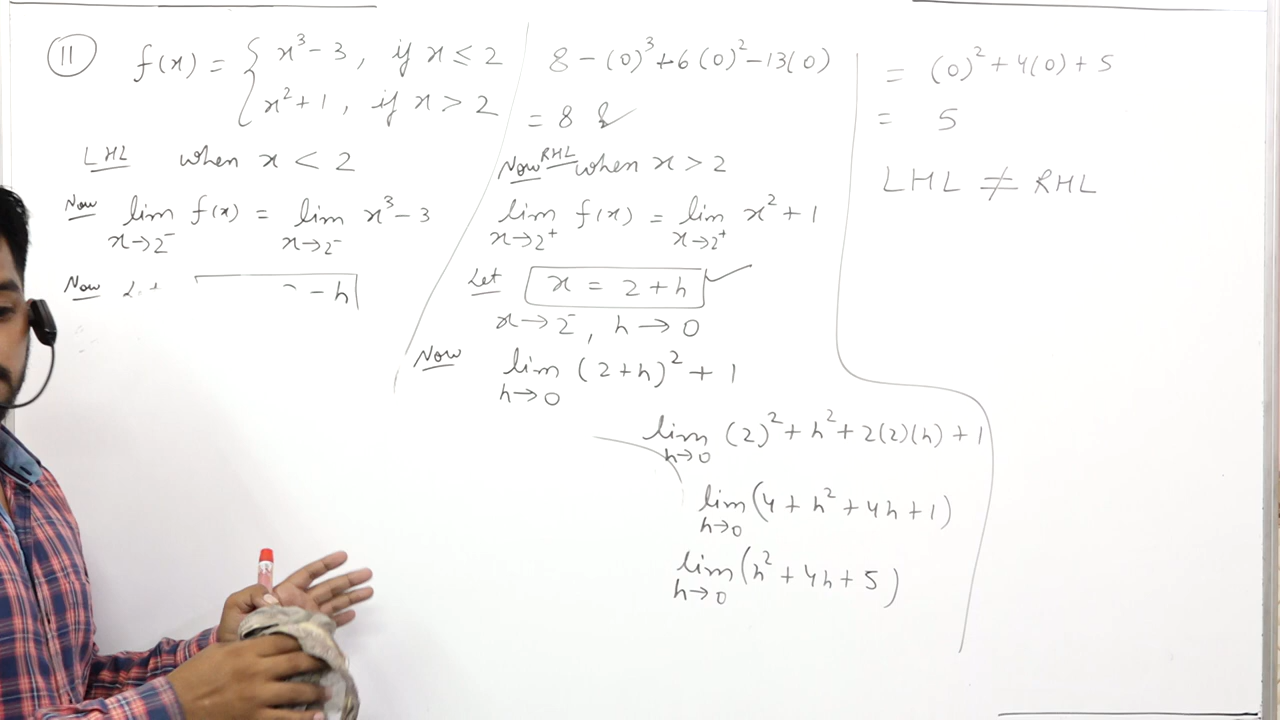 11
f(x) = { x³ - 3, if x ≤ 2
x² + 1, if x > 2
LHL when x < 2
Now lim x→2⁻ f(x) = lim x→2⁻ x³ - 3
Now - h
8 - (0)³ + 6(0)² - 13(0)
= 8
Now RHL when x > 2
lim x→2⁺ f(x) = lim x→2⁺ x² + 1
Let x = 2 + h
x → 2⁻, h → 0
Now lim h→0 (2+h)² + 1
lim h→0 (2)² + h² + 2(2)(h) + 1
lim h→0 (4 + h² + 4h + 1)
lim h→0 (h² + 4h + 5)
= (0)² + 4(0) + 5
= 5
LHL ≠ RHL